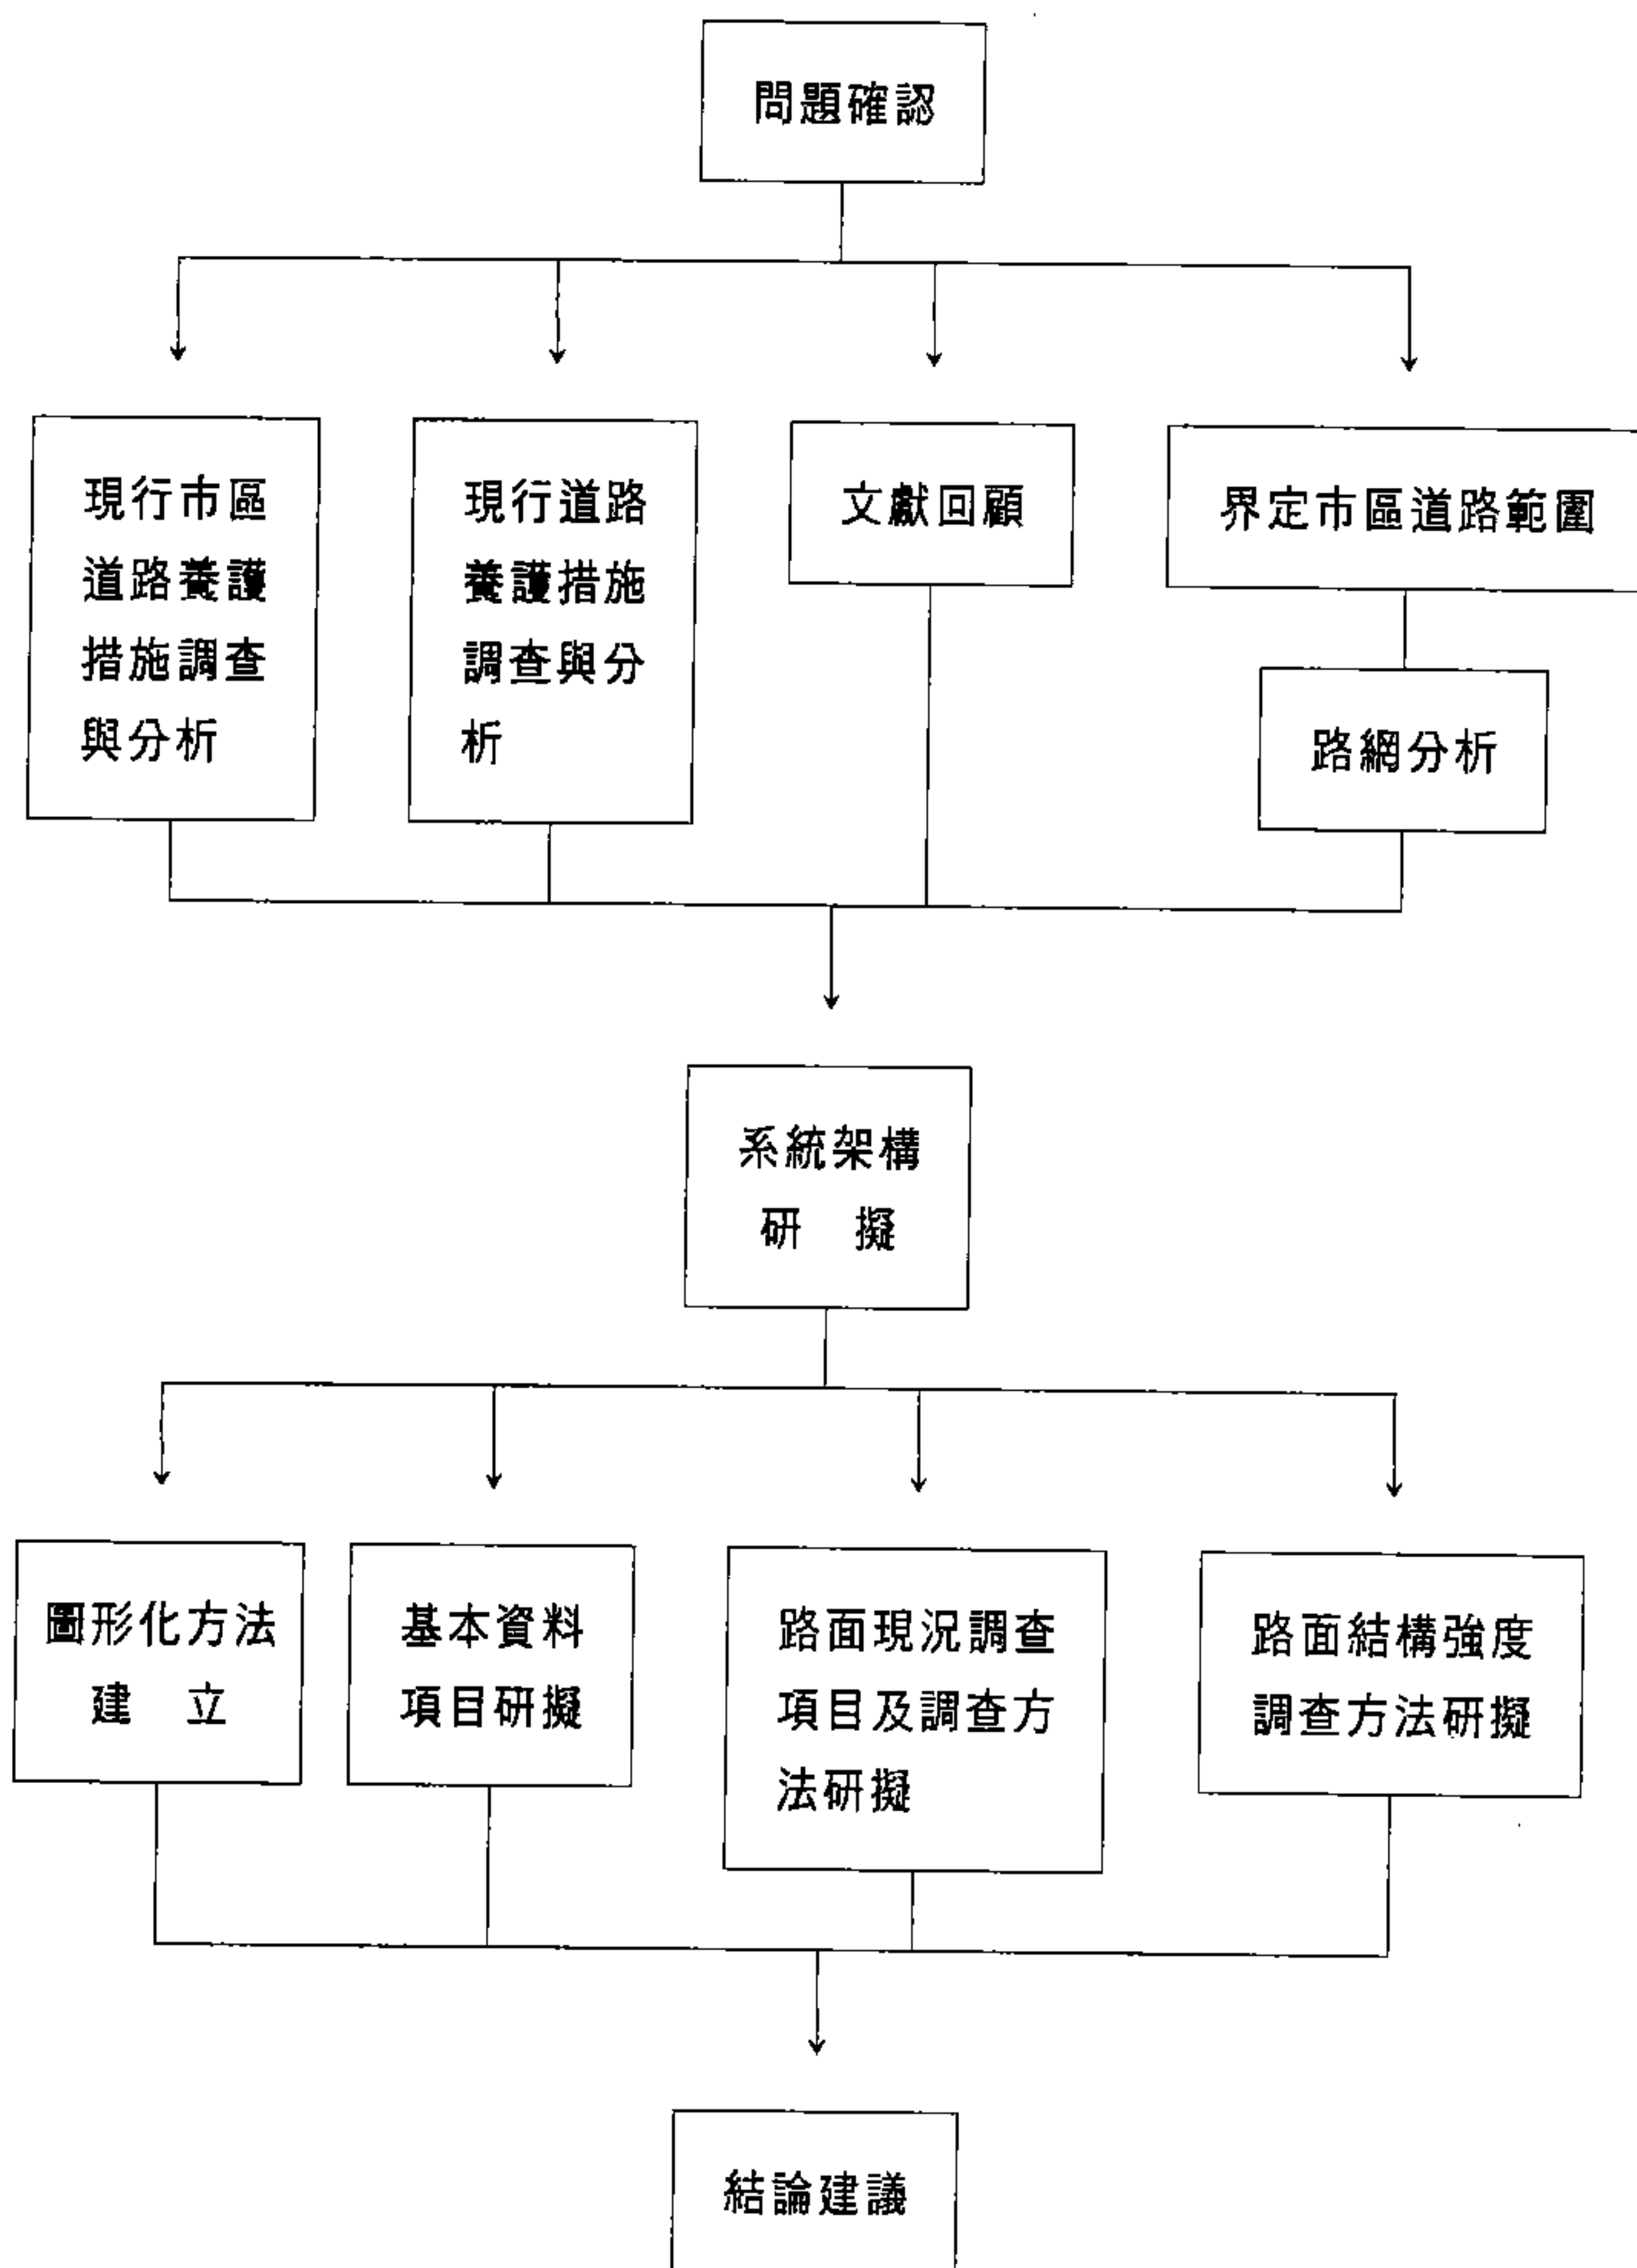 問題確認
現行市區
道路養護
措施調查
與分析
現行道路
養護措施
調查與分
析
文獻回顧
界定市區道路範圍
路網分析
系統架構
研 擬
圖形化方法
建 立
基本資料
項目研擬
路面現況調查
項目及調查方
法研擬
路面結構強度
調查方法研擬
結論建議